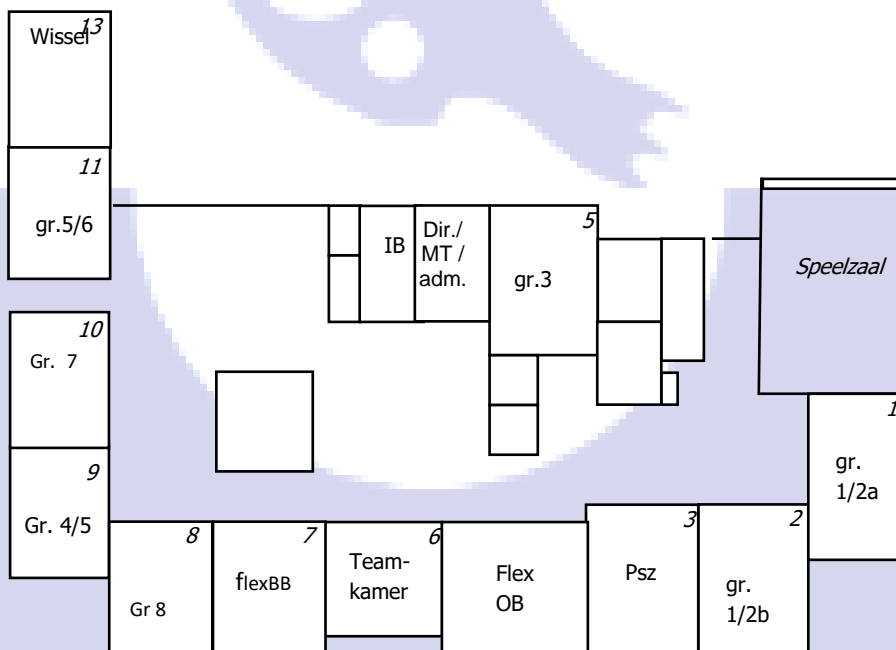 13
Wissel
11
gr.5/6
IB
Dir./
MT /
adm.
5
gr.3
Speelzaal
10
Gr. 7
9
Gr. 4/5
1
gr.
1/2a
8
Gr 8
7
flexBB
6
Team-
kamer
Flex
OB
3
Psz
2
gr.
1/2b